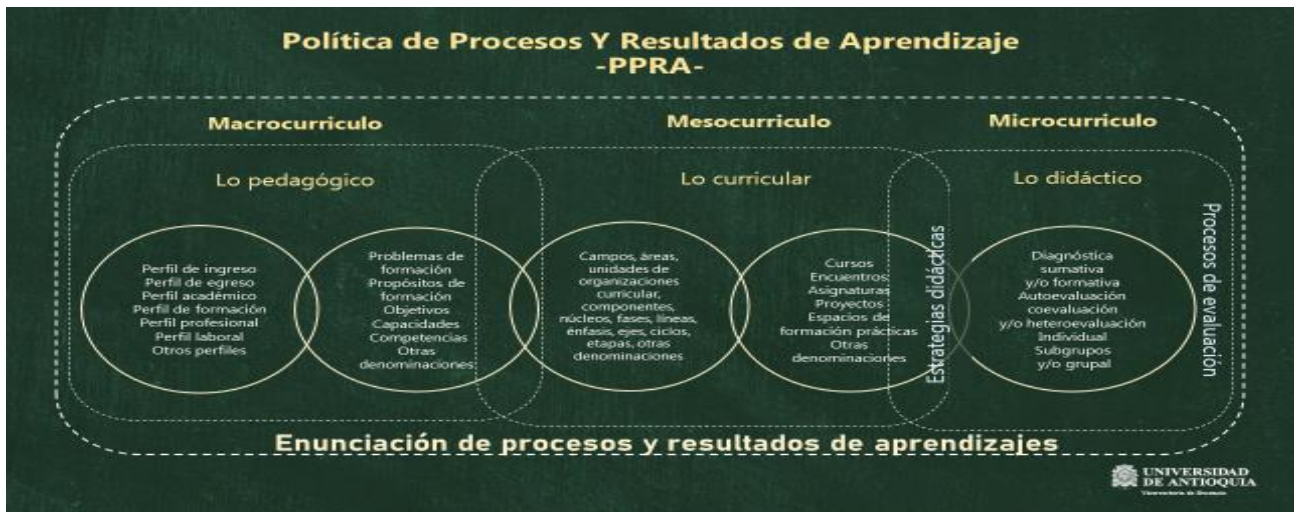 Política de Procesos Y Resultados de Aprendizaje
-PPRA-
Macrocurriculo
Mesocurriculo
Microcurriculo
Lo pedagógico
Lo curricular
Lo didáctico
Perfil de ingreso
Perfil de egreso
Perfil académico
Perfil de formación
Perfil profesional
Perfil laboral
Otros perfiles
Problemas de
formación
Propósitos de
formación
Objetivos
Capacidades
Competencias
Otras
denominaciones
Campos, áreas,
unidades de
organizaciones
curricular,
componentes,
núcleos, fases, líneas,
énfasis, ejes, ciclos,
etapas, otras
denominaciones
Cursos
Encuentros
Asignaturas
Proyectos
Espacios de
formación prácticas
Otras
denominaciones
Estrategias didácticas
Diagnóstica
sumativa
y/o formativa
Autoevaluación
coevaluación
y/o heteroevaluación
Individual
Subgrupos
y/o grupal
Procesos de evaluación
Enunciación de procesos y resultados de aprendizajes
UNIVERSIDAD
DE ANTIOQUIA
Vicerrectoría de Docencia